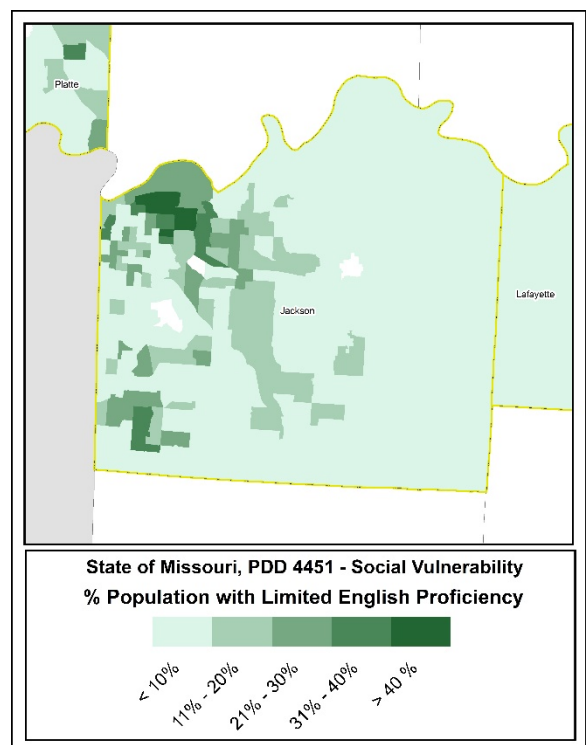 Platte
Jackson
Lafayette
State of Missouri, PDD 4451 - Social Vulnerability
% Population with Limited English Proficiency
< 10%
11% - 20%
21% - 30%
31% - 40%
> 40 %